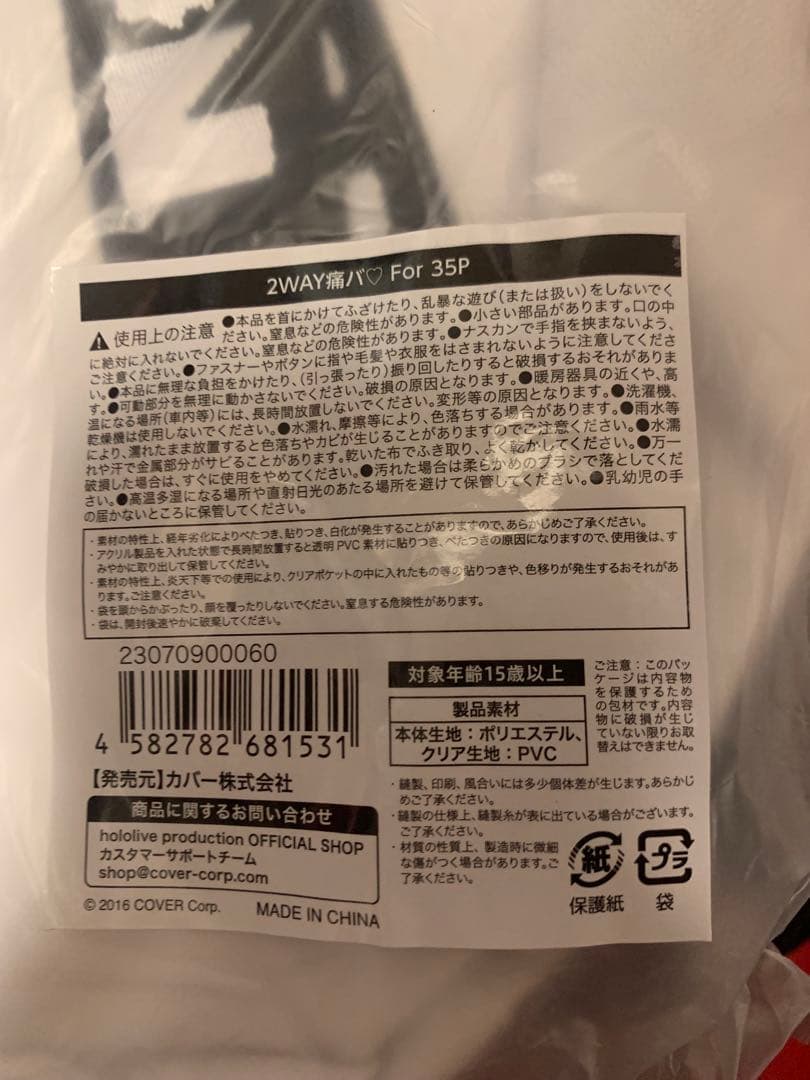 2WAY痛バ♡ For 35P
使用上の注意 ●本品を首にかけてふざけたり、乱暴な遊び(または扱い)をしないでく
ださい。窒息などの危険性があります。●小さい部品があります。口の中
に絶対に入れないでください。窒息などの危険性があります。●ナスカンで手指を挟まないよう、
ご注意ください。●ファスナーやボタンに指や毛髪や衣服をはさまれないように注意してくださ
い。●本品に無理な負担をかけたり、(引っ張ったり)振り回したりすると破損するおそれがありま
す。●可動部分を無理に動かさないでください。破損の原因となります。●暖房器具の近くや、高
温になる場所(車内等)には、長時間放置しないでください。変形等の原因となります。●洗濯機、
乾燥機は使用しないでください。●水濡れ、摩擦等により、色落ちする場合があります。●雨水等
により、濡れたまま放置すると色落ちやカビが生じることがありますのでご注意ください。●水濡
れや汗で金属部分がサビることがあります。乾いた布でふき取り、よく乾かしてください。●万一
破損した場合は、すぐに使用をやめてください。●汚れた場合は柔らかめのブラシで落としてくだ
さい。●高温多湿になる場所や直射日光のあたる場所を避けて保管してください。●乳幼児の手
の届かないところに保管してください。
・素材の特性上、経年劣化によりべたつき、貼りつき、白化が発生することがありますので、あらかじめご了承ください。
・アクリル製品を入れた状態で長時間放置すると透明 PVC 素材に貼りつき、べたつきの原因になりますので、使用後は、す
みやかに取り出して保管してください。
・素材の特性上、炎天下等での使用により、クリアポケットの中に入れたもの等の貼りつきや、色移りが発生するおそれがあ
ります。ご注意ください。
・袋を頭からかぶったり、顔を覆ったりしないでください。窒息する危険性があります。
・袋は、開封後速やかに破棄してください。
23070900060
4 582782 681531
【発売元】カバー株式会社
商品に関するお問い合わせ
hololive production OFFICIAL SHOP
カスタマーサポートチーム
shop@cover-corp.com
© 2016 COVER Corp. MADE IN CHINA
対象年齢15歳以上
製品素材
本体生地：ポリエステル、
クリア生地：PVC
ご注意：このパッ
ケージは内容物
を保護するため
の包材です。内容
物に破損が生じ
ていない限りお取
替えはできません。
・縫製、印刷、風合いには多少個体差が生じます。あらかじ
めご了承ください。
・縫製の仕様上、縫製糸が表に出ている場合がございます。
ご了承ください。
・材質の性質上、製造時に微細
な傷がつく場合があります。ご
了承ください。
紙
保護紙
プラ
袋